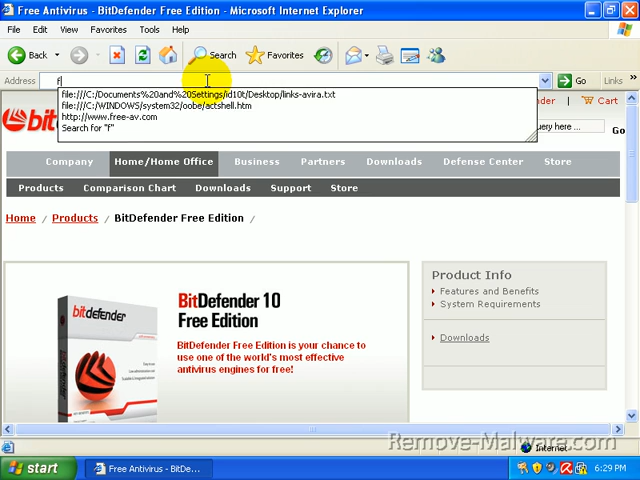 Free Antivirus - BitDefender Free Edition - Microsoft Internet Explorer
File Edit View Favorites Tools Help
Back Search Favorites
Address f Go Links »
file:///C:/Documents%20and%20Settings/id10t/Desktop/links-avira.txt
file:///C:/WINDOWS/system32/oobe/actshell.htm
http://www.free-av.com
Search for "f"
Cart
query here Go
Company Home/Home Office Business Partners Downloads Defense Center Store
Products Comparison Chart Downloads Support Store
Home / Products / BitDefender Free Edition /
BitDefender 10
Free Edition
BitDefender Free Edition is your chance to
use one of the world's most effective
antivirus engines for free!
bitdefender
Product Info
Features and Benefits
System Requirements
Downloads
Internet
Remove-Malware.com
start Free Antivirus - BitDe... 6:29 PM